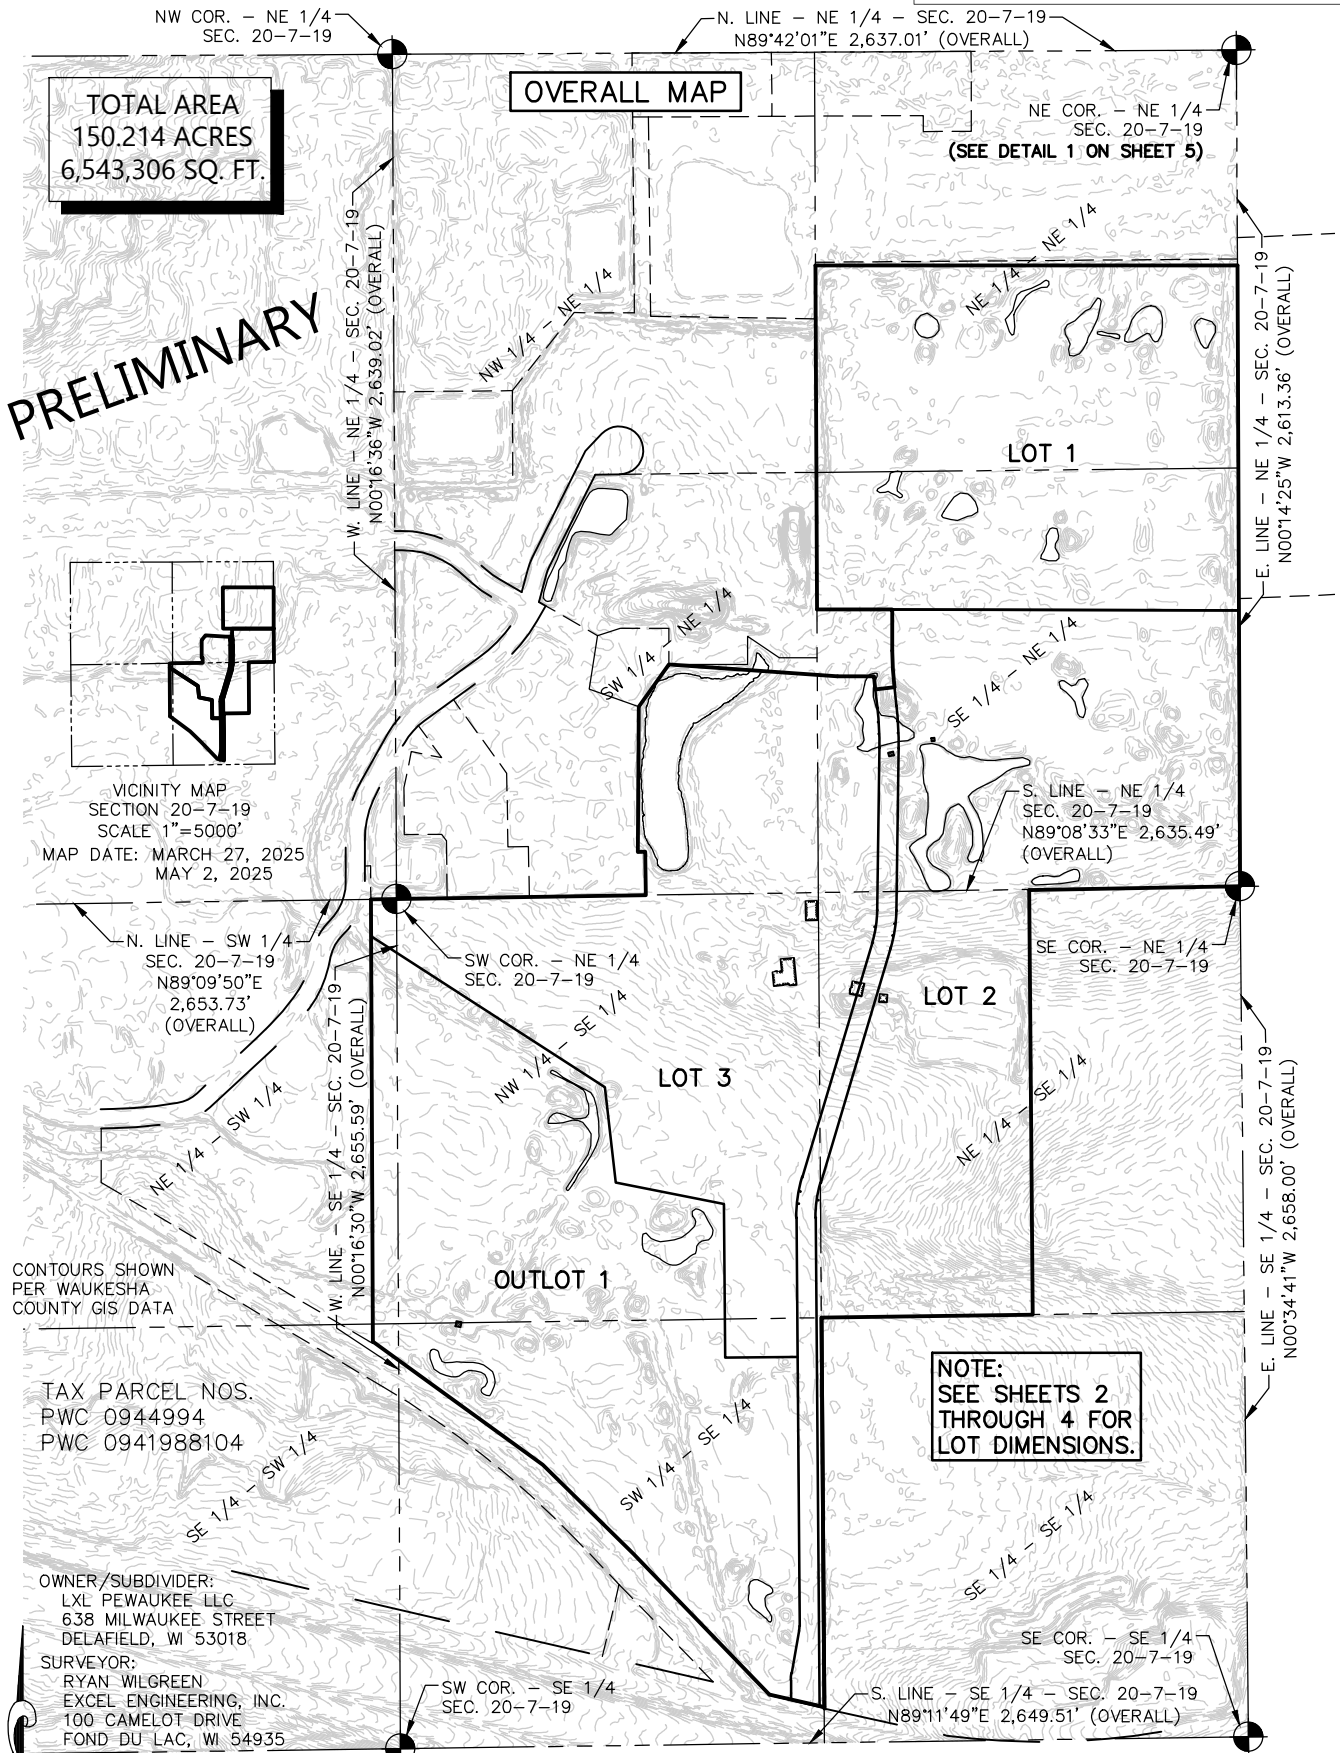 NW COR. - NE 1/4
SEC. 20-7-19
N. LINE - NE 1/4 - SEC. 20-7-19
N89°42'01"E 2,637.01' (OVERALL)
OVERALL MAP
TOTAL AREA
150.214 ACRES
6,543,306 SQ. FT.
NE COR. - NE 1/4
SEC. 20-7-19
(SEE DETAIL 1 ON SHEET 5)
W. LINE - NE 1/4 - SEC. 20-7-19
N00°16'36"W 2,639.02' (OVERALL)
NE 1/4 - NE 1/4
NW 1/4 - NE 1/4
E. LINE - NE 1/4 - SEC. 20-7-19
N00°14'25"W 2,613.36' (OVERALL)
PRELIMINARY
LOT 1
SW 1/4 - NE 1/4
SE 1/4 - NE 1/4
VICINITY MAP
SECTION 20-7-19
SCALE 1"=5000'
MAP DATE: MARCH 27, 2025
MAY 2, 2025
S. LINE - NE 1/4
SEC. 20-7-19
N89°08'33"E 2,635.49'
(OVERALL)
N. LINE - SW 1/4
SEC. 20-7-19
N89°09'50"E
2,653.73'
(OVERALL)
SW COR. - NE 1/4
SEC. 20-7-19
SE COR. - NE 1/4
SEC. 20-7-19
LOT 2
W. LINE - SE 1/4 - SEC. 20-7-19
N00°16'30"W 2,655.59' (OVERALL)
NW 1/4 - SE 1/4
LOT 3
NE 1/4 - SW 1/4
NE 1/4 - SE 1/4
E. LINE - SE 1/4 - SEC. 20-7-19
N00°34'41"W 2,658.00' (OVERALL)
CONTOURS SHOWN
PER WAUKESHA
COUNTY GIS DATA
OUTLOT 1
TAX PARCEL NOS.
PWC 0944994
PWC 0941988104
NOTE:
SEE SHEETS 2
THROUGH 4 FOR
LOT DIMENSIONS.
SE 1/4 - SW 1/4
SW 1/4 - SE 1/4
SE 1/4 - SE 1/4
OWNER/SUBDIVIDER:
LXL PEWAUKEE LLC
638 MILWAUKEE STREET
DELAFIELD, WI 53018
SURVEYOR:
RYAN WILGREEN
EXCEL ENGINEERING, INC.
100 CAMELOT DRIVE
FOND DU LAC, WI 54935
SW COR. - SE 1/4
SEC. 20-7-19
SE COR. - SE 1/4
SEC. 20-7-19
S. LINE - SE 1/4 - SEC. 20-7-19
N89°11'49"E 2,649.51' (OVERALL)